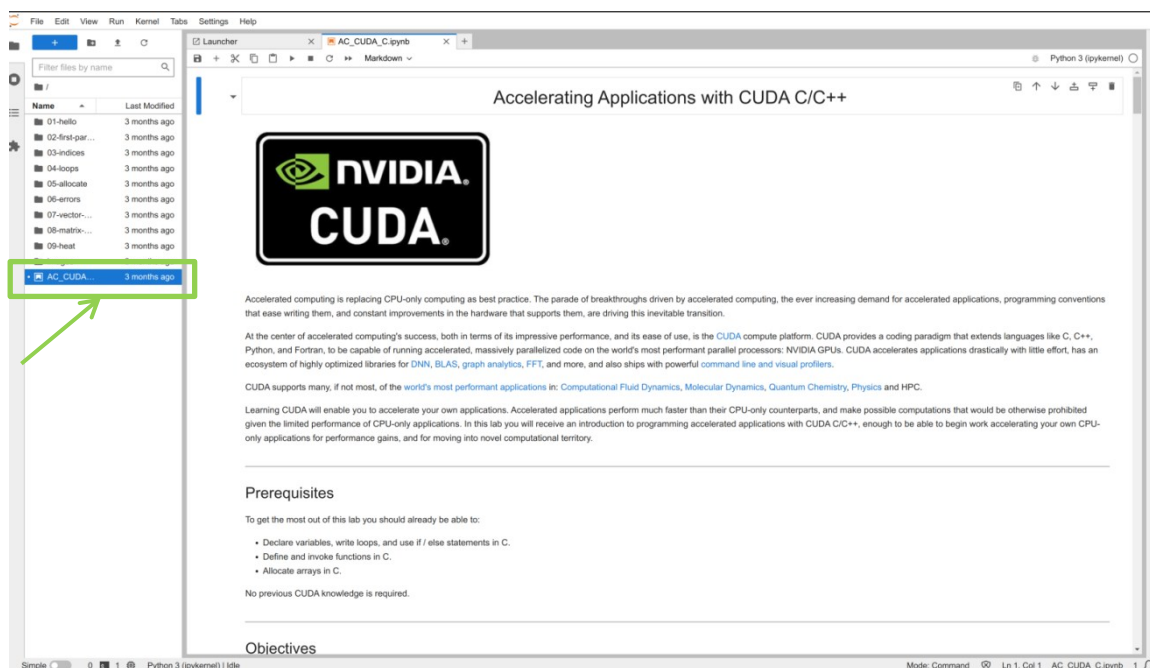 File Edit View Run Kernel Tabs Settings Help
Launcher
AC_CUDA_C.ipynb
Markdown
Python 3 (ipykernel)
Filter files by name
/
Name Last Modified
01-hello 3 months ago
02-first-par... 3 months ago
03-indices 3 months ago
04-loops 3 months ago
05-allocate 3 months ago
06-errors 3 months ago
07-vector-... 3 months ago
08-matrix-... 3 months ago
09-heat 3 months ago
AC_CUDA... 3 months ago
Accelerating Applications with CUDA C/C++
NVIDIA.
CUDA.
Accelerated computing is replacing CPU-only computing as best practice. The parade of breakthroughs driven by accelerated computing, the ever increasing demand for accelerated applications, programming conventions
that ease writing them, and constant improvements in the hardware that supports them, are driving this inevitable transition.
At the center of accelerated computing's success, both in terms of its impressive performance, and its ease of use, is the CUDA compute platform. CUDA provides a coding paradigm that extends languages like C, C++,
Python, and Fortran, to be capable of running accelerated, massively parallelized code on the world's most performant parallel processors: NVIDIA GPUs. CUDA accelerates applications drastically with little effort, has an
ecosystem of highly optimized libraries for DNN, BLAS, graph analytics, FFT, and more, and also ships with powerful command line and visual profilers.
CUDA supports many, if not most, of the world's most performant applications in: Computational Fluid Dynamics, Molecular Dynamics, Quantum Chemistry, Physics and HPC.
Learning CUDA will enable you to accelerate your own applications. Accelerated applications perform much faster than their CPU-only counterparts, and make possible computations that would be otherwise prohibited
given the limited performance of CPU-only applications. In this lab you will receive an introduction to programming accelerated applications with CUDA C/C++, enough to be able to begin work accelerating your own CPU-
only applications for performance gains, and for moving into novel computational territory.
Prerequisites
To get the most out of this lab you should already be able to:
• Declare variables, write loops, and use if / else statements in C.
• Define and invoke functions in C.
• Allocate arrays in C.
No previous CUDA knowledge is required.
Objectives
Simple 0 1 Python 3 (ipykernel) | Idle Mode: Command Ln 1, Col 1 AC_CUDA_C.ipynb 1